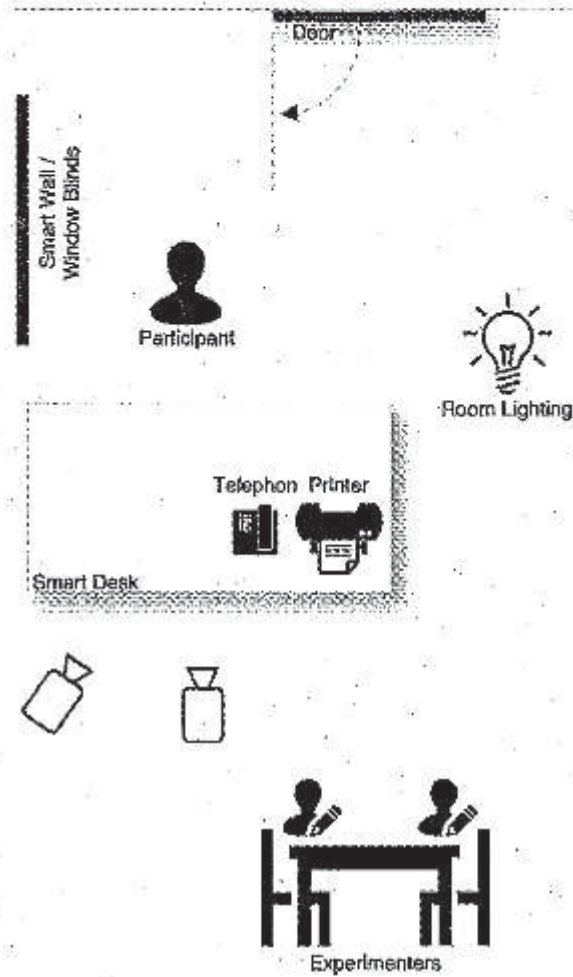 Door
Smart Wall /
Window Blinds
Participant
Room Lighting
Telephon Printer
Smart Desk
Experimenters